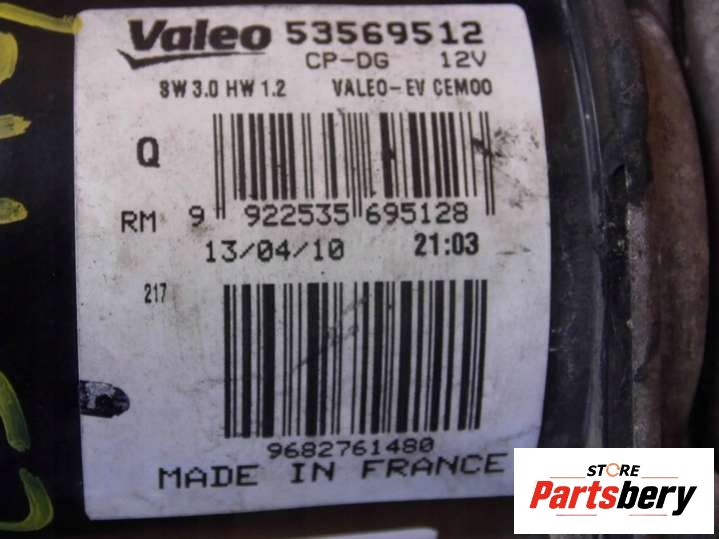 Valeo 53569512
CP-DG 12V
SW 3.0 HW 1.2 VALEO-EV CEM00
Q
RM 9 922535 695128
13/04/10 21:03
217
9682761480
MADE IN FRANCE
STORE
Partsbery